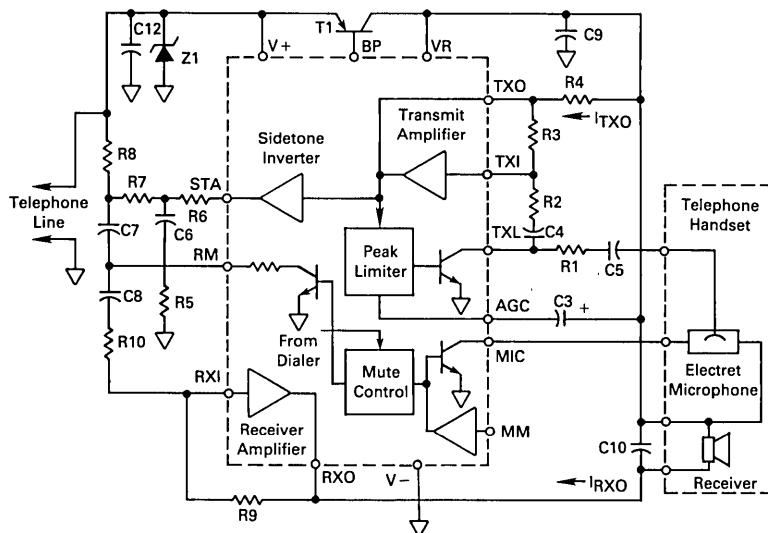 T1
C12
Z1
V+
BP
VR
C9
TXO
R4
ITXO
Transmit
Amplifier
R3
Sidetone
Inverter
R8
TXI
R7
STA
R6
R2
Telephone
Line
C7
C6
TXL
C4
Telephone
Handset
RM
Peak
Limiter
R1
C5
C8
R5
AGC
C3
+
From
Dialer
R10
MIC
Mute
Control
Electret
Microphone
RXI
Receiver
Amplifier
MM
C10
RXO
V-
IRXO
Receiver
R9